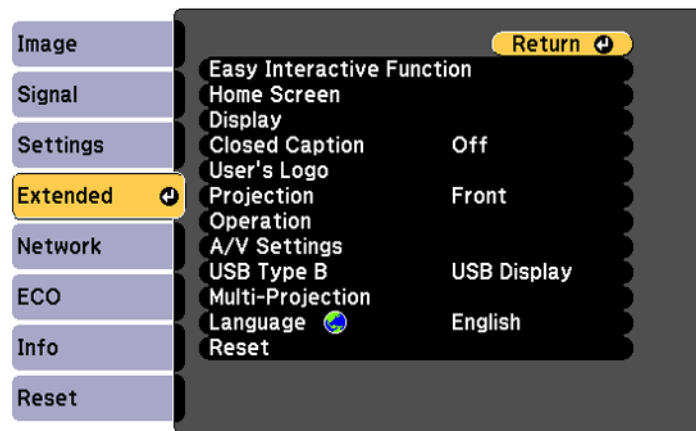 Image
Signal
Settings
Extended
Network
ECO
Info
Reset
Return
Easy Interactive Function
Home Screen
Display
Closed Caption Off
User's Logo
Projection Front
Operation
A/V Settings
USB Type B USB Display
Multi-Projection
Language English
Reset